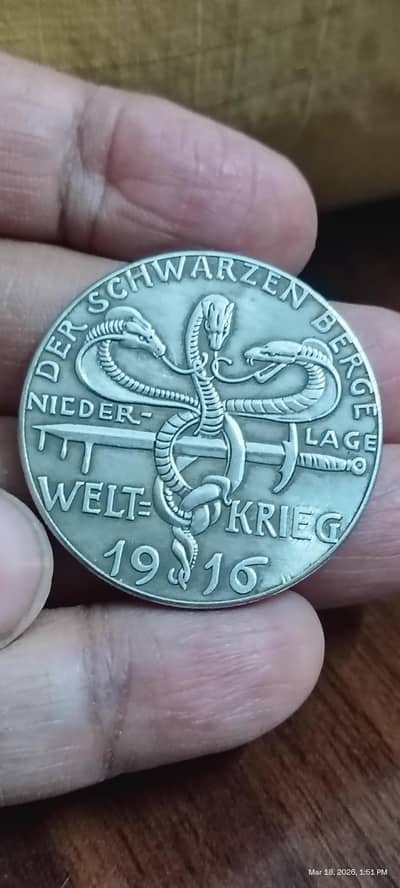 DER SCHWARZEN BERGE
NIEDER- LAGE
WELT= KRIEG
1916
Mar 18, 2026, 1:51 PM